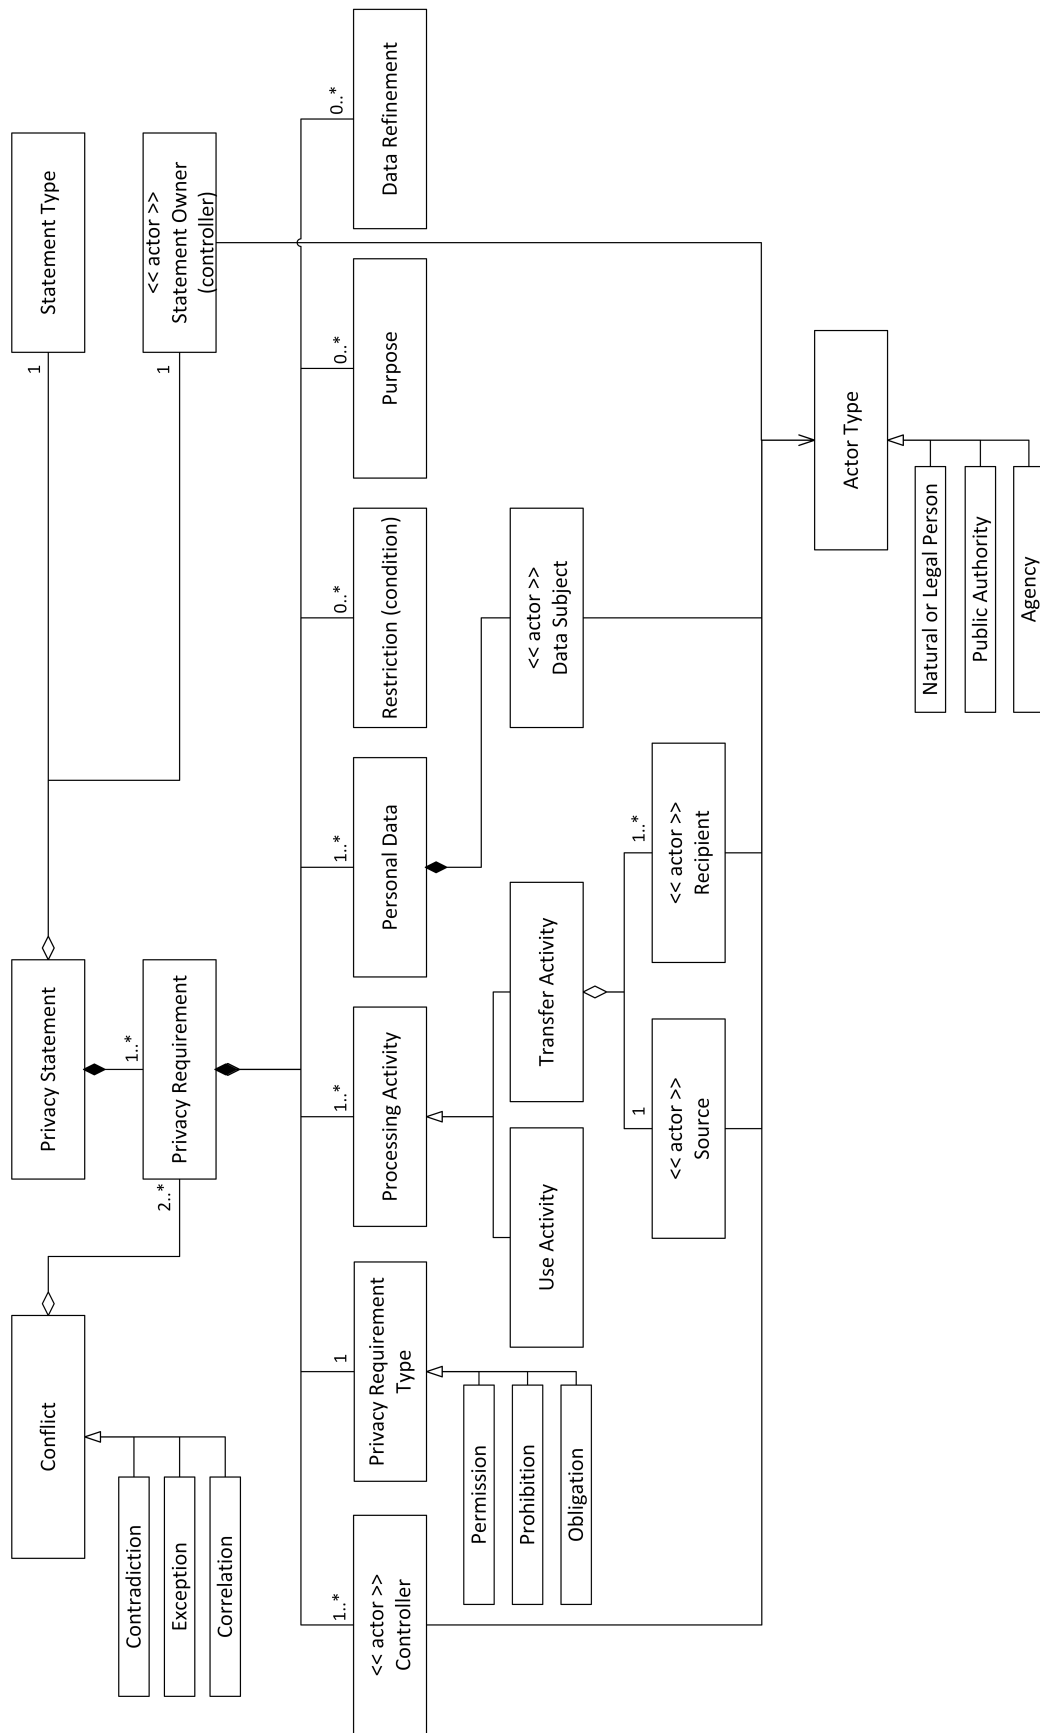 Conflict
Contradiction
Exception
Correlation
2..*
Privacy Statement
1..*
Privacy Requirement
1
Statement Type
1
<< actor >>
Statement Owner
(controller)
1..*
<< actor >>
Controller
1
Privacy Requirement
Type
Permission
Prohibition
Obligation
1..*
Processing Activity
Use Activity
Transfer Activity
1
<< actor >>
Source
1..*
<< actor >>
Recipient
1..*
Personal Data
<< actor >>
Data Subject
0..*
Restriction (condition)
0..*
Purpose
0..*
Data Refinement
Actor Type
Natural or Legal Person
Public Authority
Agency